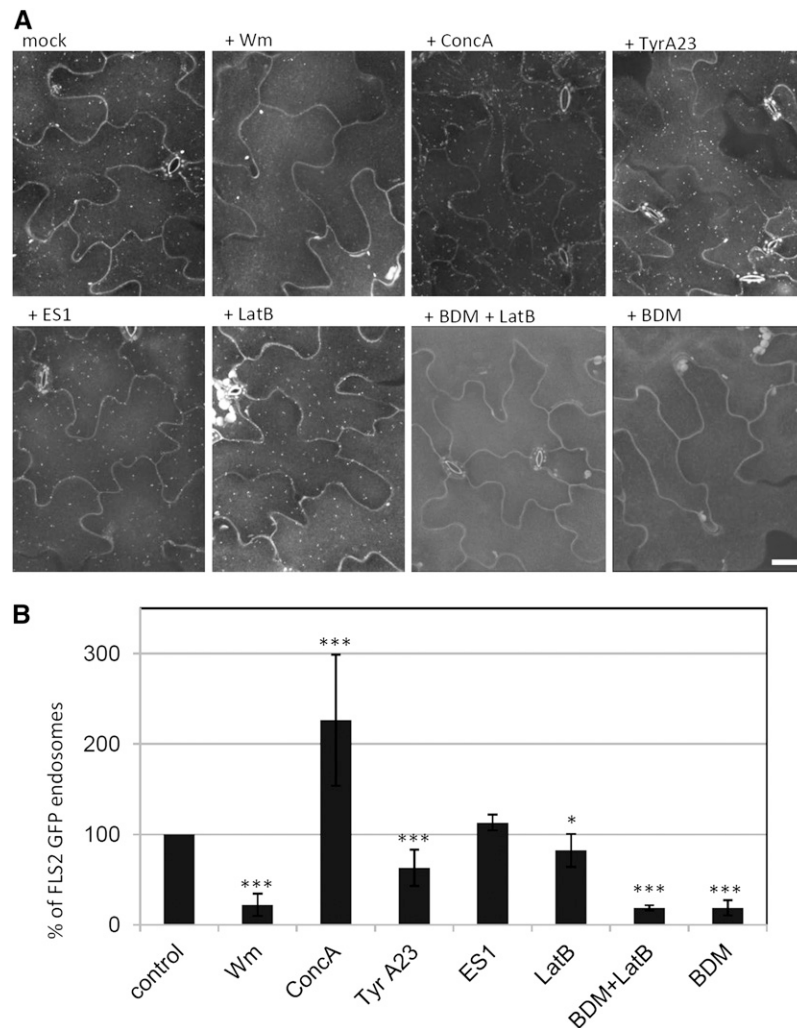 A
mock + Wm + ConcA + TyrA23
+ ES1 + LatB + BDM + LatB + BDM
B
% of FLS2 GFP endosomes
300
200
100
0
***
***
***
*
***
***
control Wm ConcA Tyr A23 ES1 LatB BDM+LatB BDM